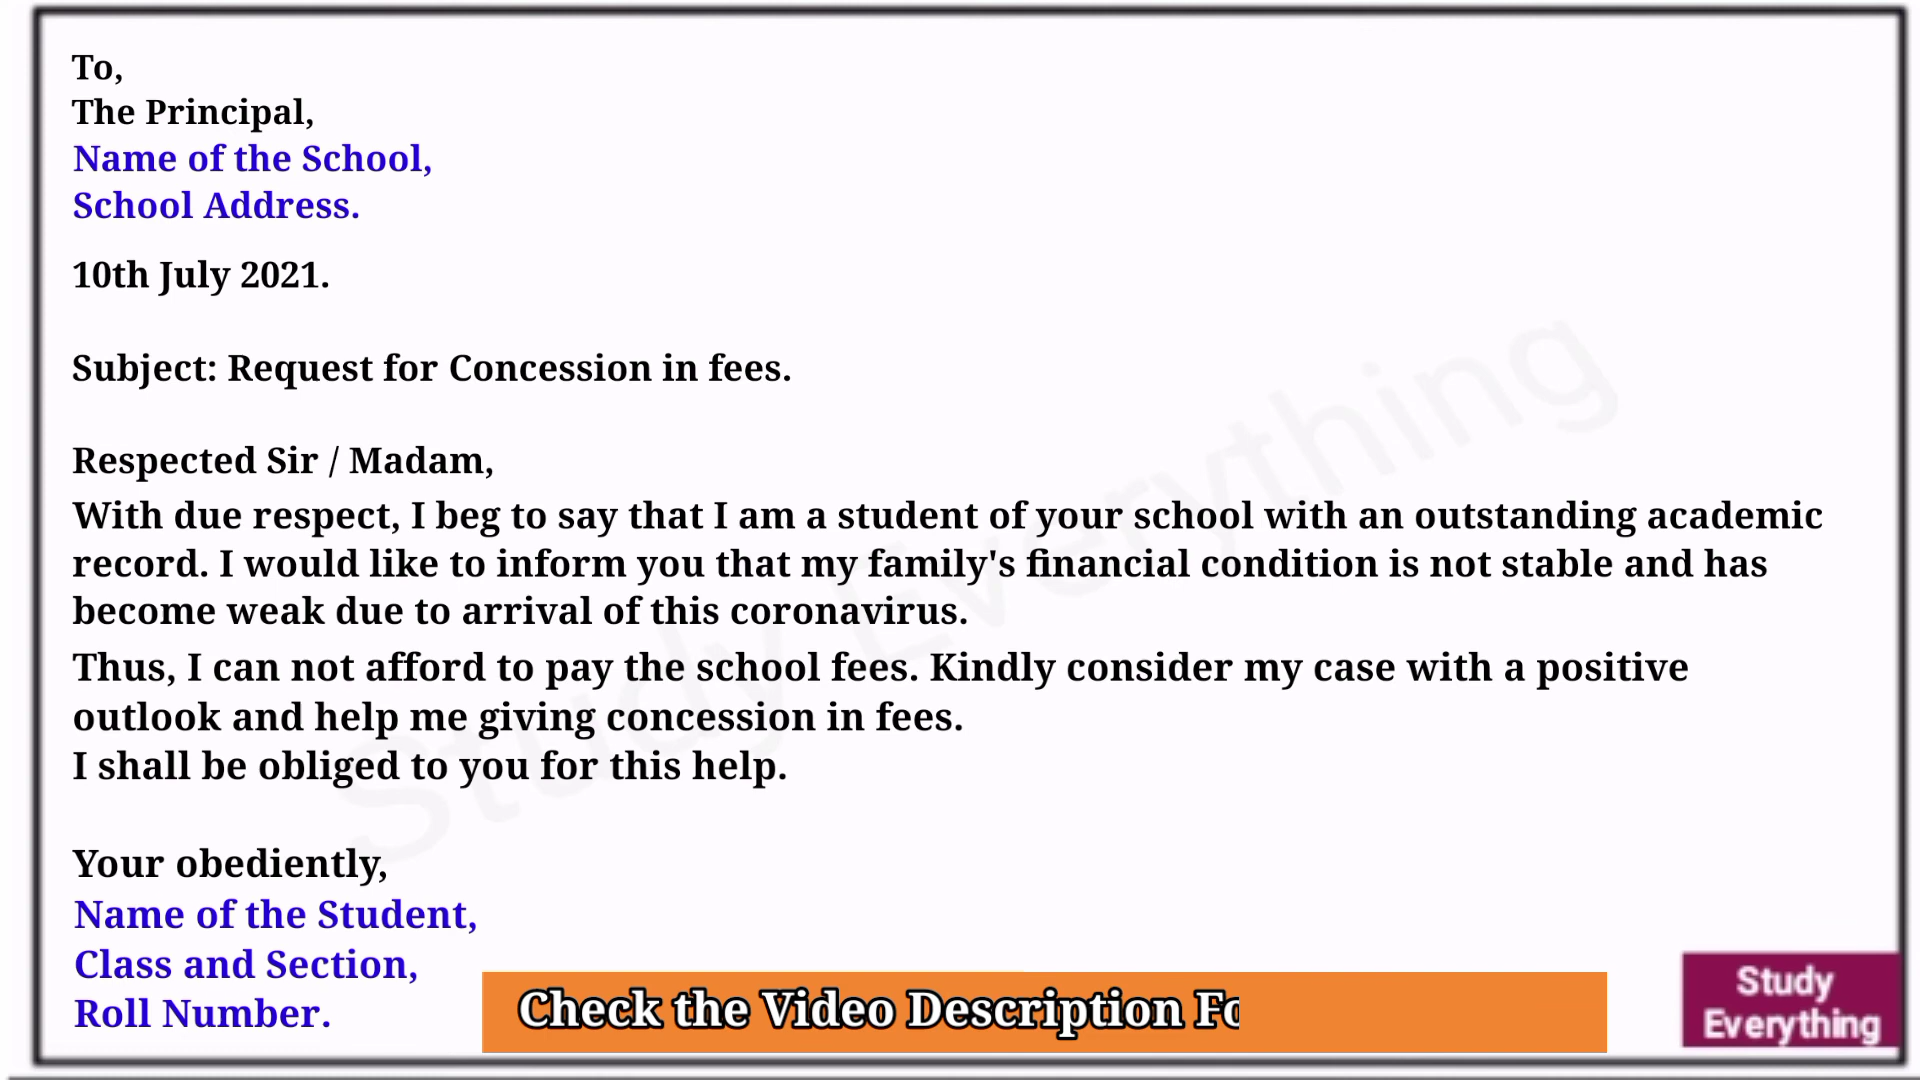 To,
The Principal,
Name of the School,
School Address.
10th July 2021.
Subject: Request for Concession in fees.
Respected Sir / Madam,
With due respect, I beg to say that I am a student of your school with an outstanding academic
record. I would like to inform you that my family's financial condition is not stable and has
become weak due to arrival of this coronavirus.
Thus, I can not afford to pay the school fees. Kindly consider my case with a positive
outlook and help me giving concession in fees.
I shall be obliged to you for this help.
Your obediently,
Name of the Student,
Class and Section,
Roll Number.
Check the Video Description Fo
Study
Everything
Study Everything